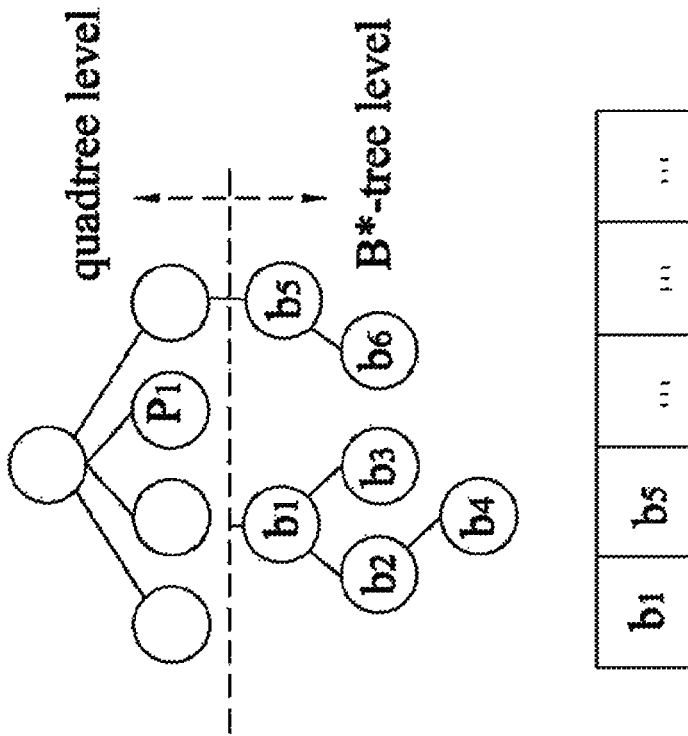 quadtree level
B*-tree level
P1
b1
b5
b2
b3
b6
b4
b1 b5 ... ... ...